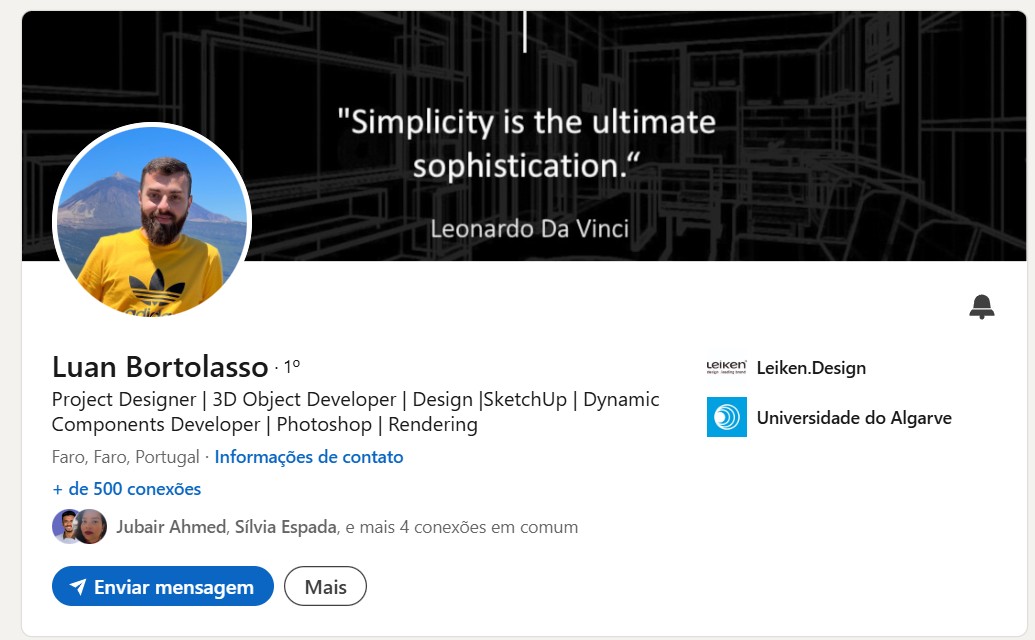 "Simplicity is the ultimate
sophistication.“
Leonardo Da Vinci
Luan Bortolasso · 1º
Project Designer | 3D Object Developer | Design |SketchUp | Dynamic
Components Developer | Photoshop | Rendering
Faro, Faro, Portugal · Informações de contato
+ de 500 conexões
Jubair Ahmed, Sílvia Espada, e mais 4 conexões em comum
Enviar mensagem
Mais
Leiken
Leiken.Design
Universidade do Algarve